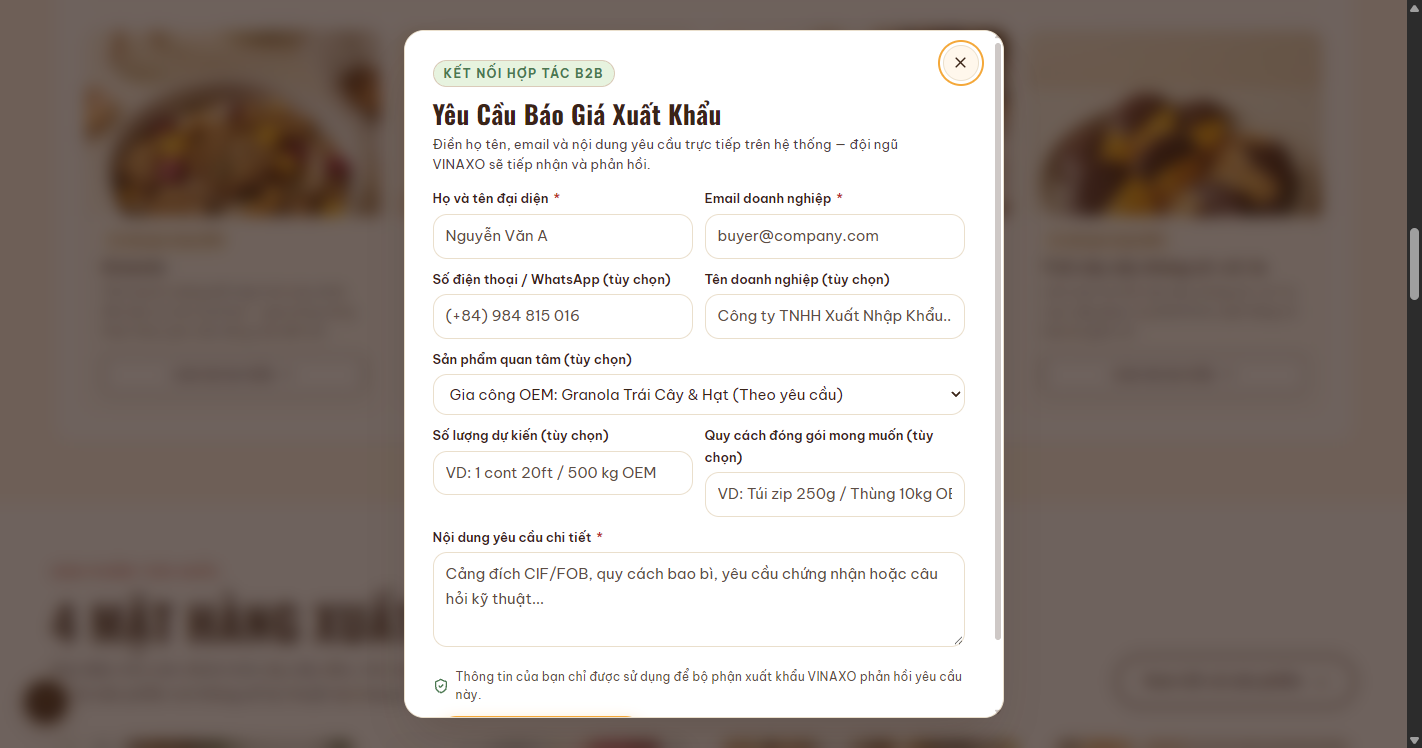 KẾT NỐI HỢP TÁC B2B
Yêu Cầu Báo Giá Xuất Khẩu
Điền họ tên, email và nội dung yêu cầu trực tiếp trên hệ thống — đội ngũ
VINAXO sẽ tiếp nhận và phản hồi.
Họ và tên đại diện *
Email doanh nghiệp *
Nguyễn Văn A
buyer@company.com
Số điện thoại / WhatsApp (tùy chọn)
Tên doanh nghiệp (tùy chọn)
(+84) 984 815 016
Công ty TNHH Xuất Nhập Khẩu..
Sản phẩm quan tâm (tùy chọn)
Gia công OEM: Granola Trái Cây & Hạt (Theo yêu cầu)
Số lượng dự kiến (tùy chọn)
Quy cách đóng gói mong muốn (tùy
chọn)
VD: 1 cont 20ft / 500 kg OEM
VD: Túi zip 250g / Thùng 10kg OE
Nội dung yêu cầu chi tiết *
Cảng đích CIF/FOB, quy cách bao bì, yêu cầu chứng nhận hoặc câu
hỏi kỹ thuật...
Thông tin của bạn chỉ được sử dụng để bộ phận xuất khẩu VINAXO phản hồi yêu cầu
này.
4 MẶT HÀNG XUẤ